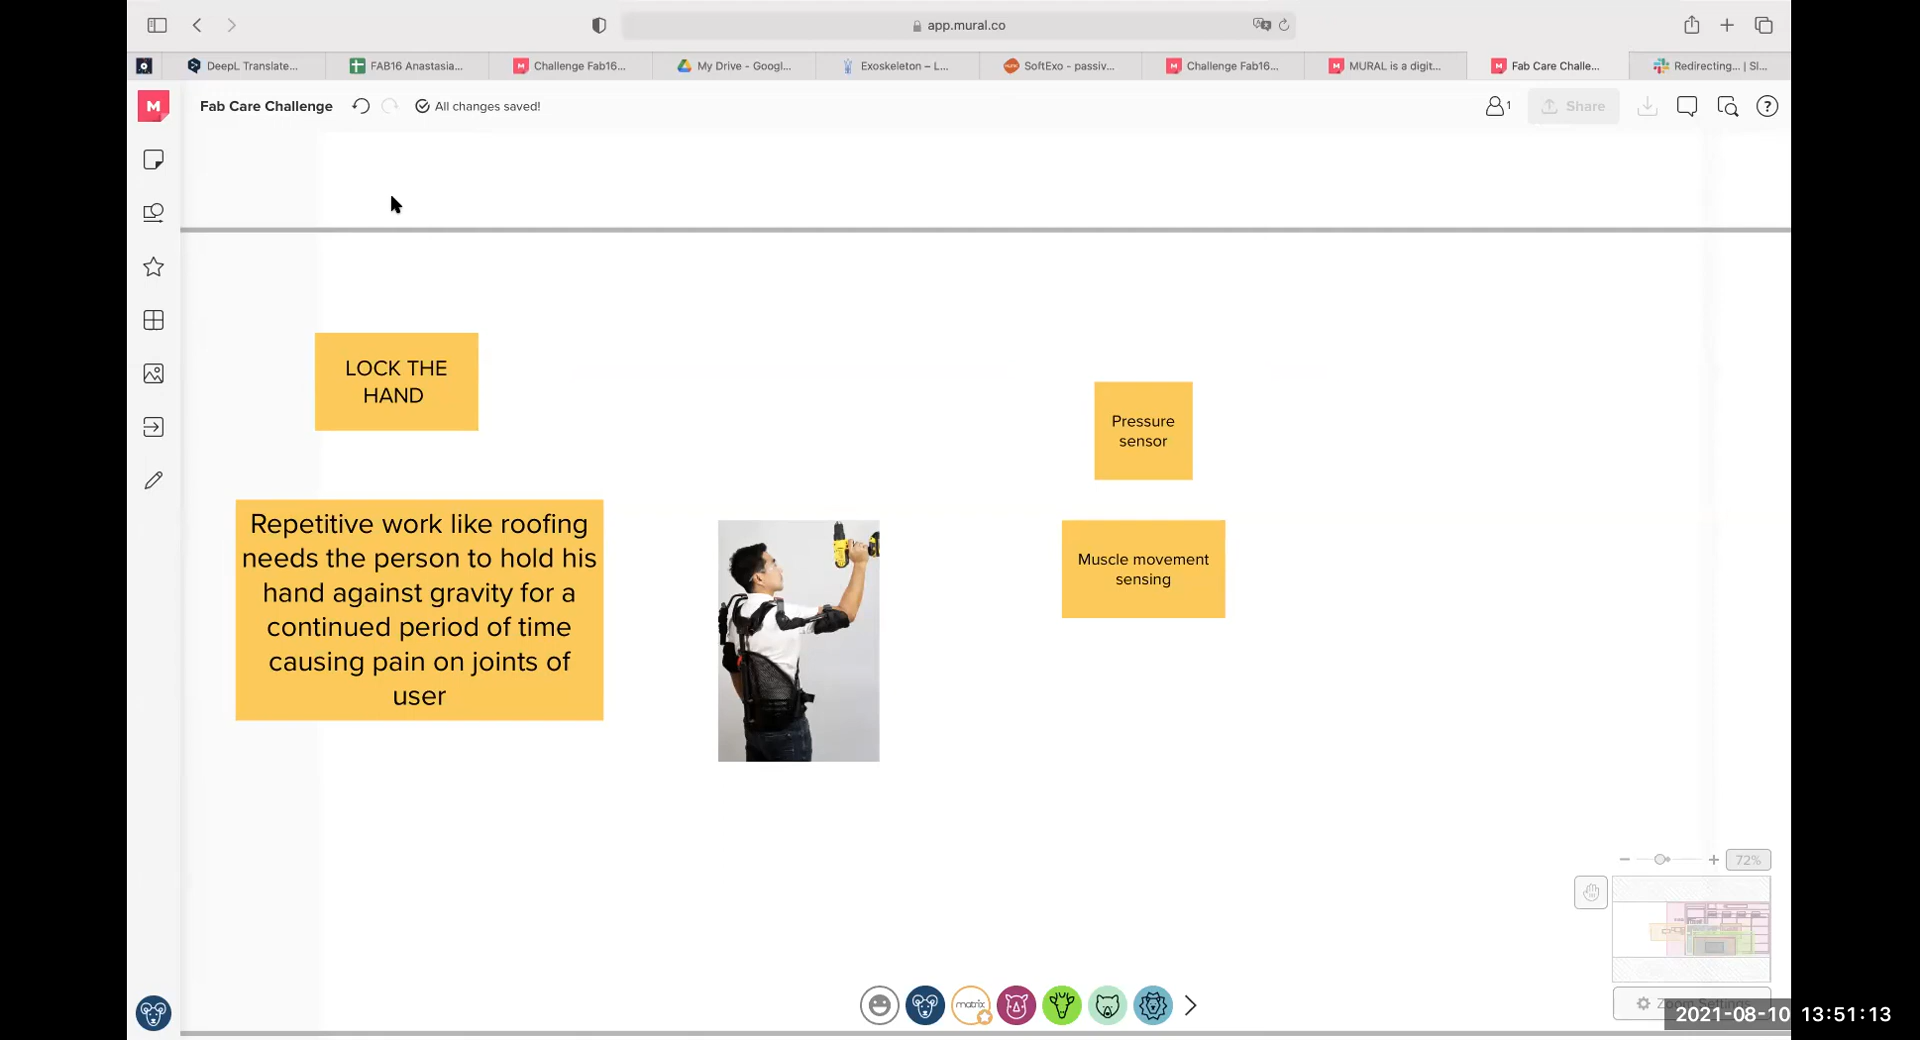 app.mural.co
DeepL Translate...
FAB16 Anastasia...
Challenge Fab16...
My Drive - Googl...
Exoskeleton – L...
SoftExo - passiv...
Challenge Fab16...
MURAL is a digit...
Fab Care Challe...
Redirecting... | Sl...
M
Fab Care Challenge
All changes saved!
1
Share
?
LOCK THE
HAND
Pressure
sensor
Repetitive work like roofing
needs the person to hold his
hand against gravity for a
continued period of time
causing pain on joints of
user
Muscle movement
sensing
72%
matrix
2021-08-10 13:51:13